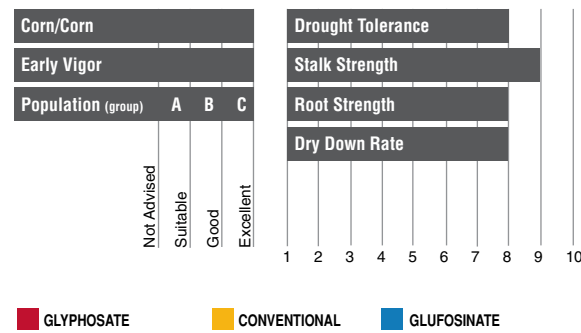 Corn/Corn
Early Vigor
Population (group) A B C
Not Advised
Suitable
Good
Excellent
Drought Tolerance
Stalk Strength
Root Strength
Dry Down Rate
1 2 3 4 5 6 7 8 9 10
GLYPHOSATE CONVENTIONAL GLUFOSINATE